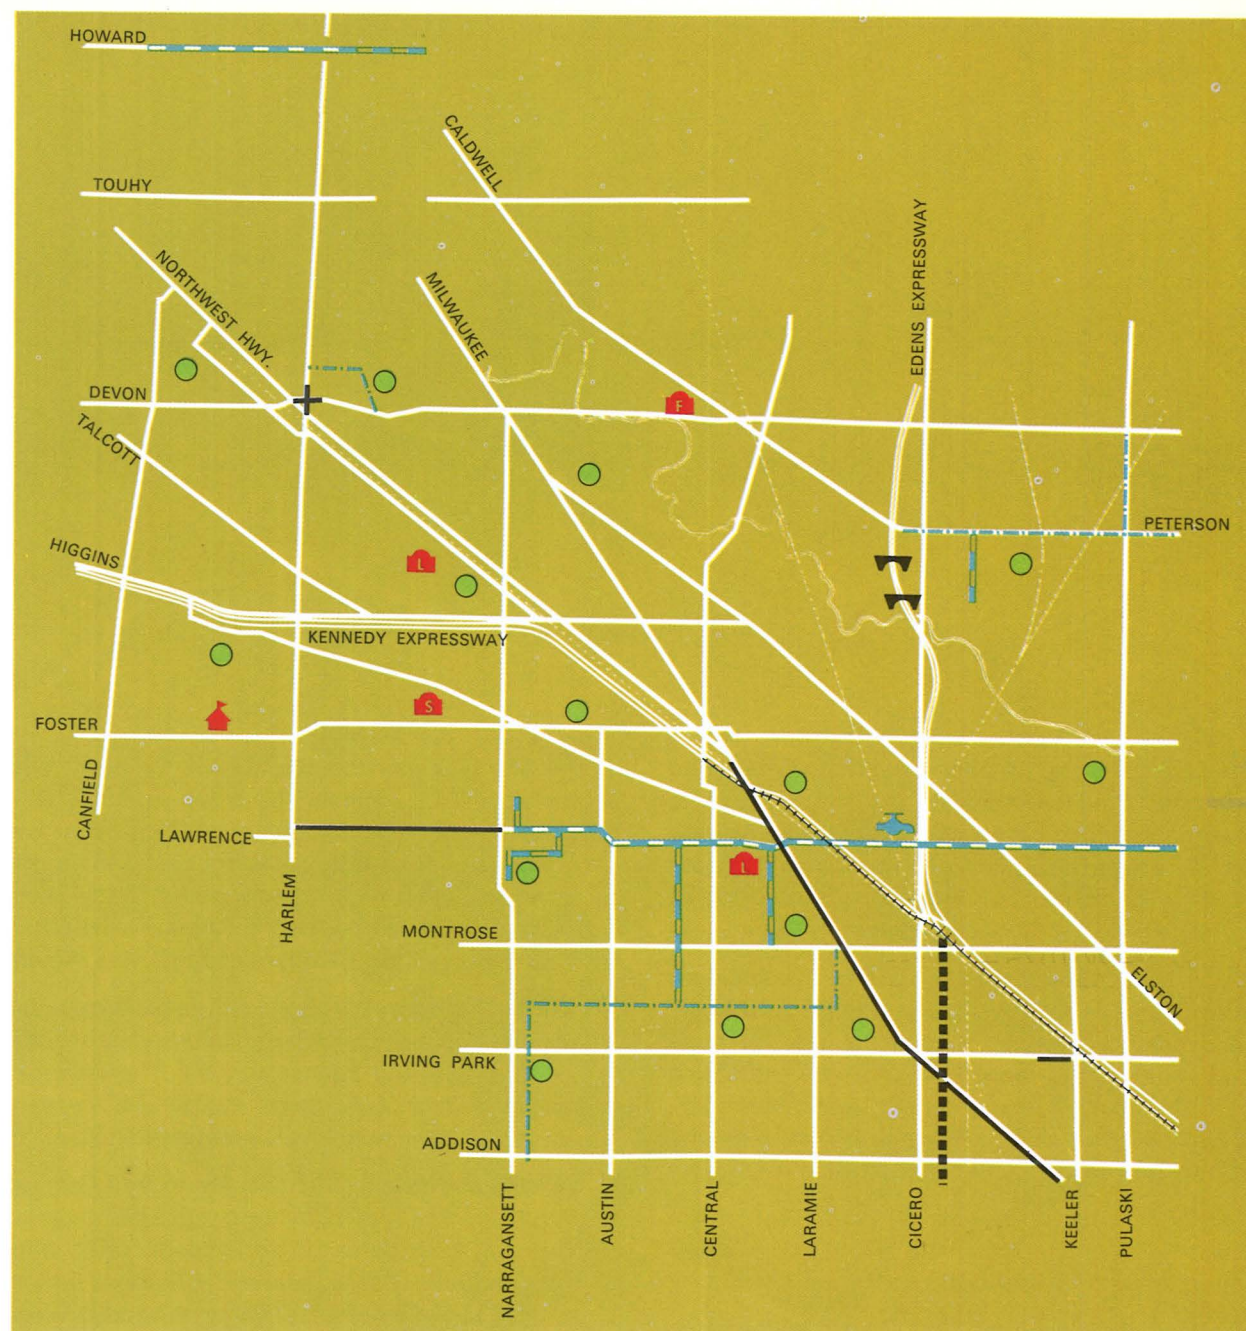 HOWARD
CALDWELL
TOUHY
EDENS EXPRESSWAY
NORTHWEST HWY.
MILWAUKEE
DEVON
F
TALCOTT
PETERSON
HIGGINS
L
KENNEDY EXPRESSWAY
S
FOSTER
CANFIELD
LAWRENCE
L
HARLEM
MONTROSE
ELSTON
IRVING PARK
ADDISON
NARRAGANSETT
AUSTIN
CENTRAL
LARAMIE
CICERO
KEELER
PULASKI